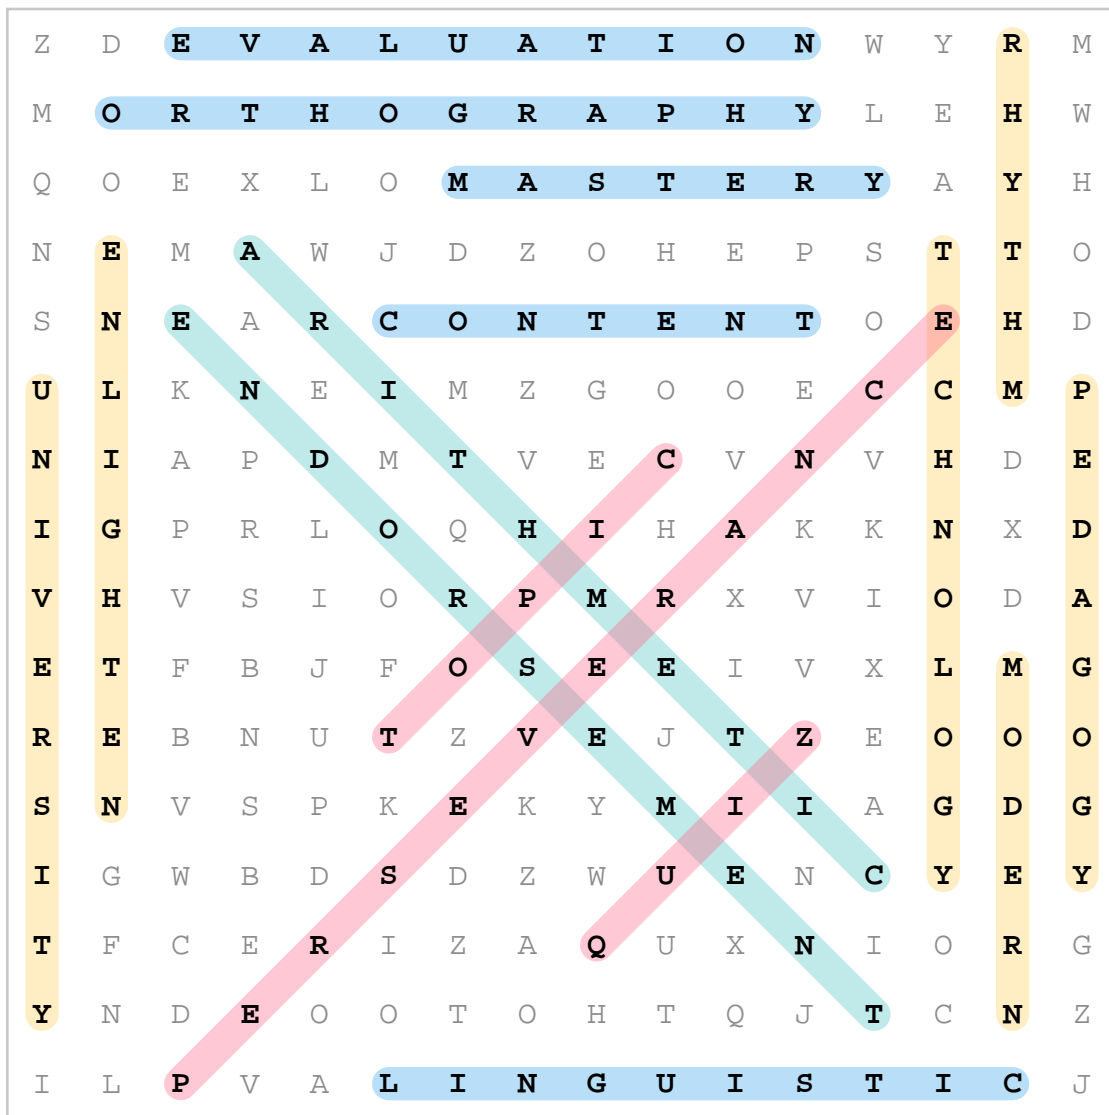 Z D E V A L U A T I O N W Y R M
M O R T H O G R A P H Y L E H W
Q O E X L O M A S T E R Y A Y H
N E M A W J D Z O H E P S T T O
S N E A R C O N T E N T O E H D
U L K N E I M Z G O O E C C M P
N I A P D M T V E C V N V H D E
I G P R L O Q H I H A K K N X D
V H V S I O R P M R X V I O D A
E T F B J F O S E E I V X L M G
R E B N U T Z V E J T Z E O O O
S N V S P K E K Y M I I A G D G
I G W B D S D Z W U E N C Y E Y
T F C E R I Z A Q U X N I O R G
Y N D E O O T O H T Q J T C N Z
I L P V A L I N G U I S T I C J